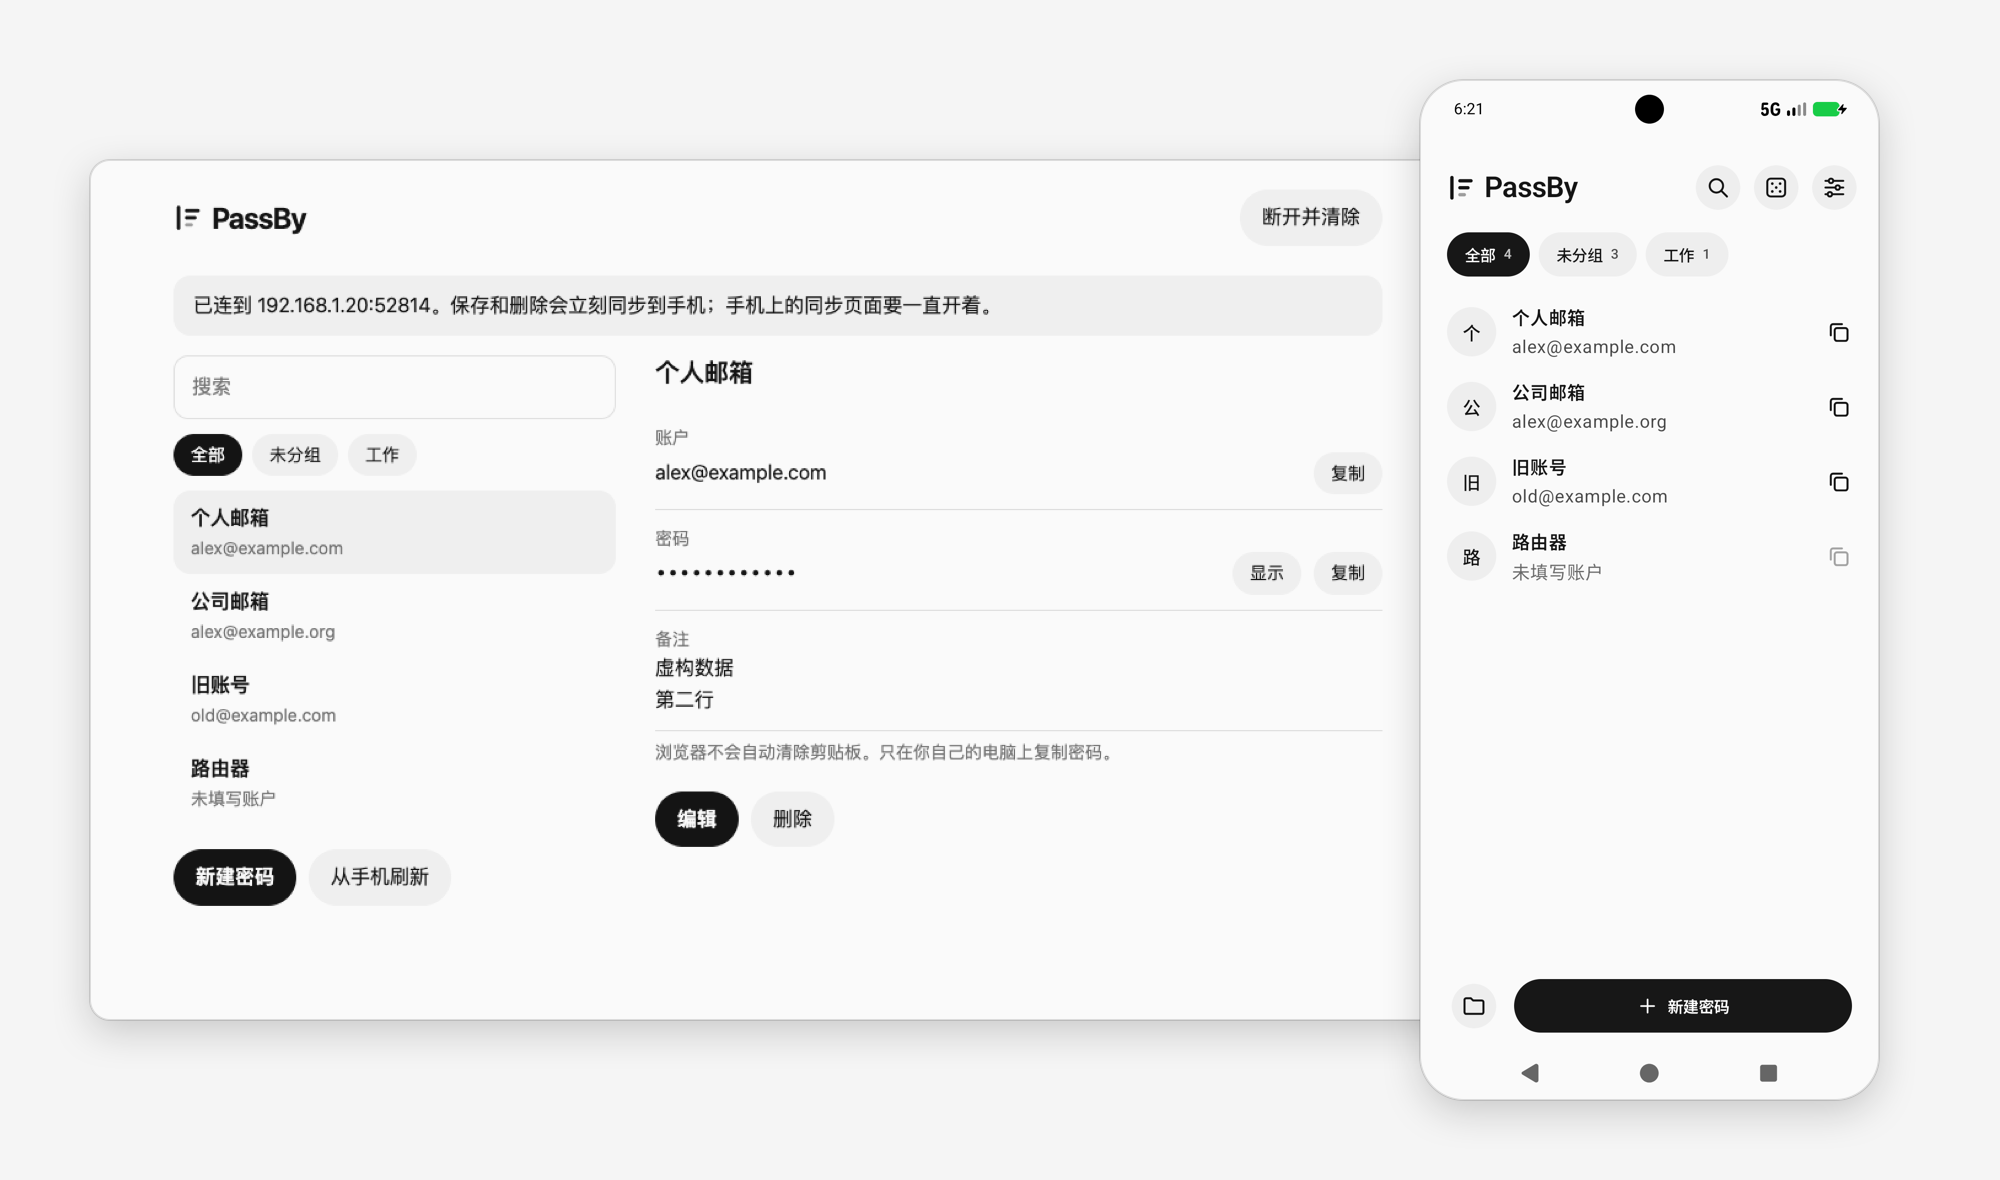 PassBy
断开并清除
已连到 192.168.1.20:52814。保存和删除会立刻同步到手机；手机上的同步页面要一直开着。
搜索
全部 未分组 工作
个人邮箱
alex@example.com
公司邮箱
alex@example.org
旧账号
old@example.com
路由器
未填写账户
新建密码 从手机刷新
个人邮箱
账户
alex@example.com 复制
密码
•••••••••••• 显示 复制
备注
虚构数据
第二行
浏览器不会自动清除剪贴板。只在你自己的电脑上复制密码。
编辑 删除
6:21 5G
PassBy
全部 4 未分组 3 工作 1
个 个人邮箱
alex@example.com
公 公司邮箱
alex@example.org
旧 旧账号
old@example.com
路 路由器
未填写账户
+ 新建密码